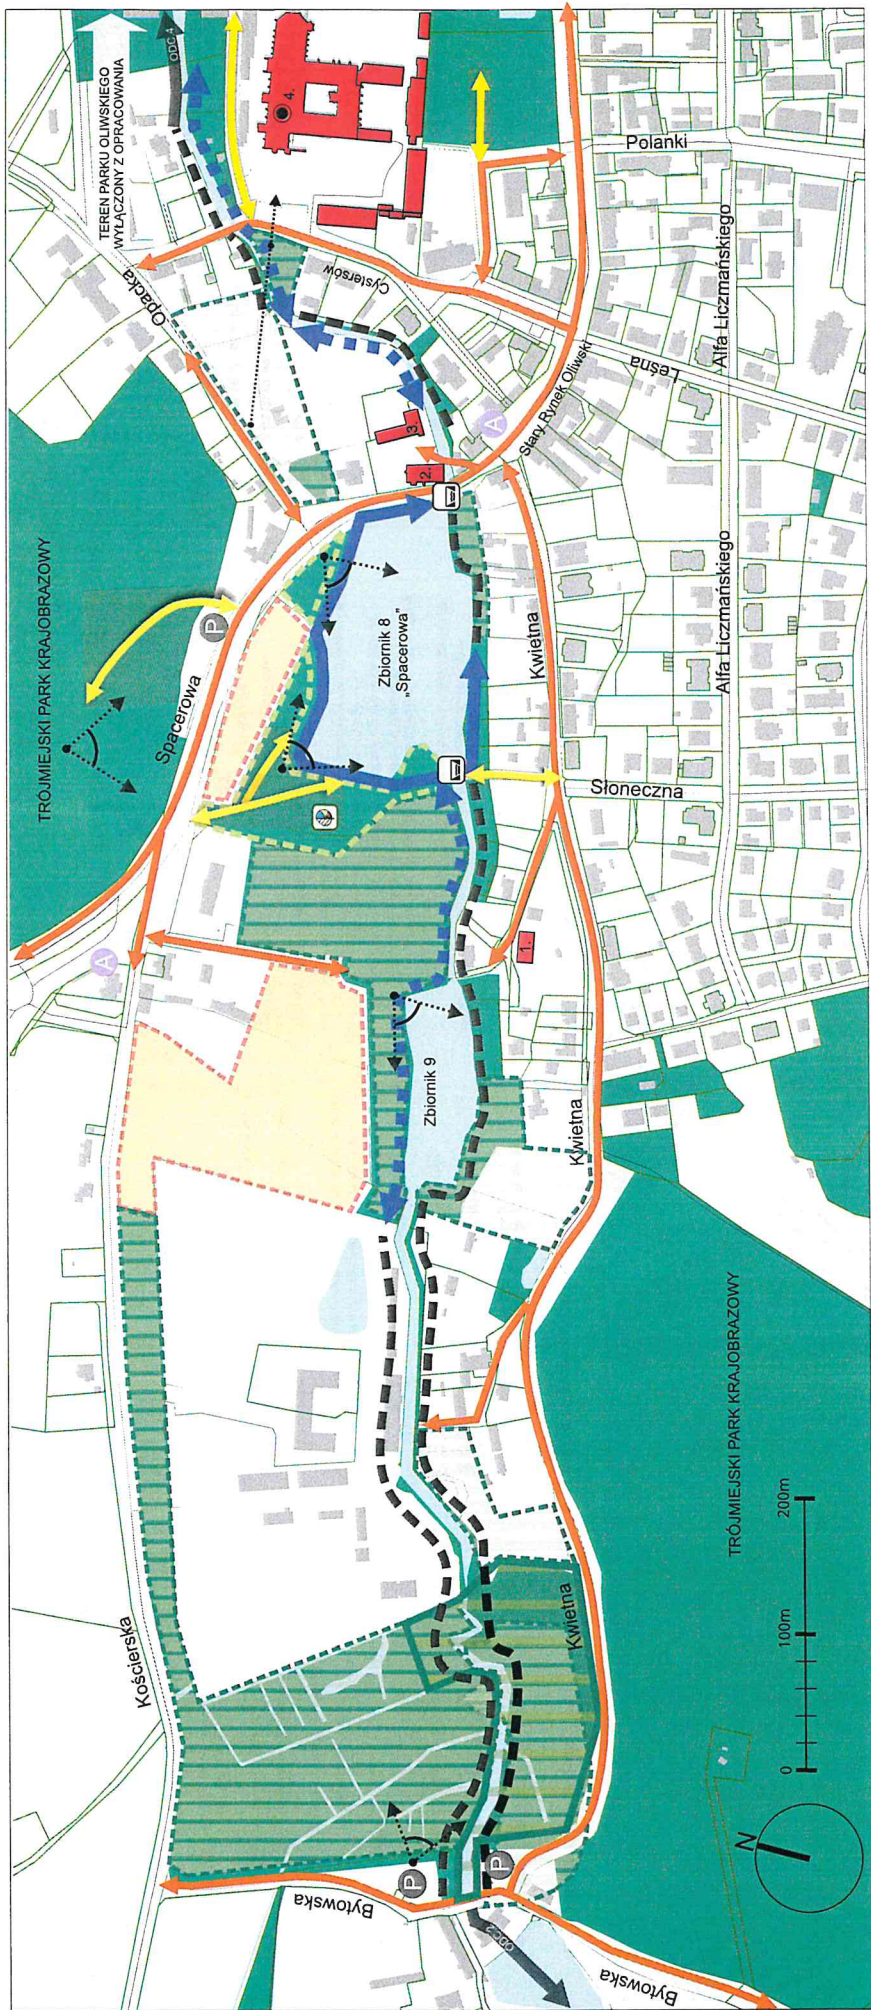 TEREN PARKU OLIWSKIEGO
WYŁĄCZONY Z OPRACOWANIA
ODC 4
4.
Polanki
Opacka
Cystersów
Alfa Liczmańskiego
Leśna
Stary Rynek Oliwski
A
3.
2.
TRÓJMIEJSKI PARK KRAJOBRAZOWY
P
Spacerowa
Zbiornik 8
„Spacerowa”
Kwietna
Alfa Liczmańskiego
Słoneczna
A
1.
Zbiornik 9
Kwietna
TRÓJMIEJSKI PARK KRAJOBRAZOWY
Kościerska
Kwietna
200m
100m
0
N
P
P
Bytowska
ODC 2
Bytowska